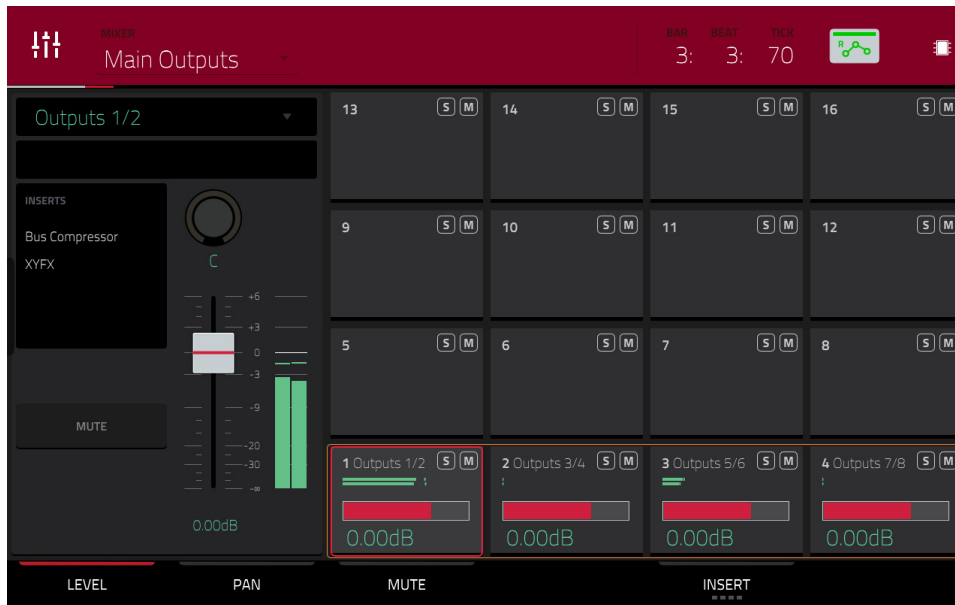 MIXER
Main Outputs
BAR BEAT TICK
3: 3: 70
R
Outputs 1/2
INSERTS
Bus Compressor
XYFX
C
+6
+3
0
-3
-9
-20
-30
-∞
MUTE
0.00dB
13 S M 14 S M 15 S M 16 S M
9 S M 10 S M 11 S M 12 S M
5 S M 6 S M 7 S M 8 S M
1 Outputs 1/2 S M 2 Outputs 3/4 S M 3 Outputs 5/6 S M 4 Outputs 7/8 S M
0.00dB 0.00dB 0.00dB 0.00dB
LEVEL PAN MUTE INSERT